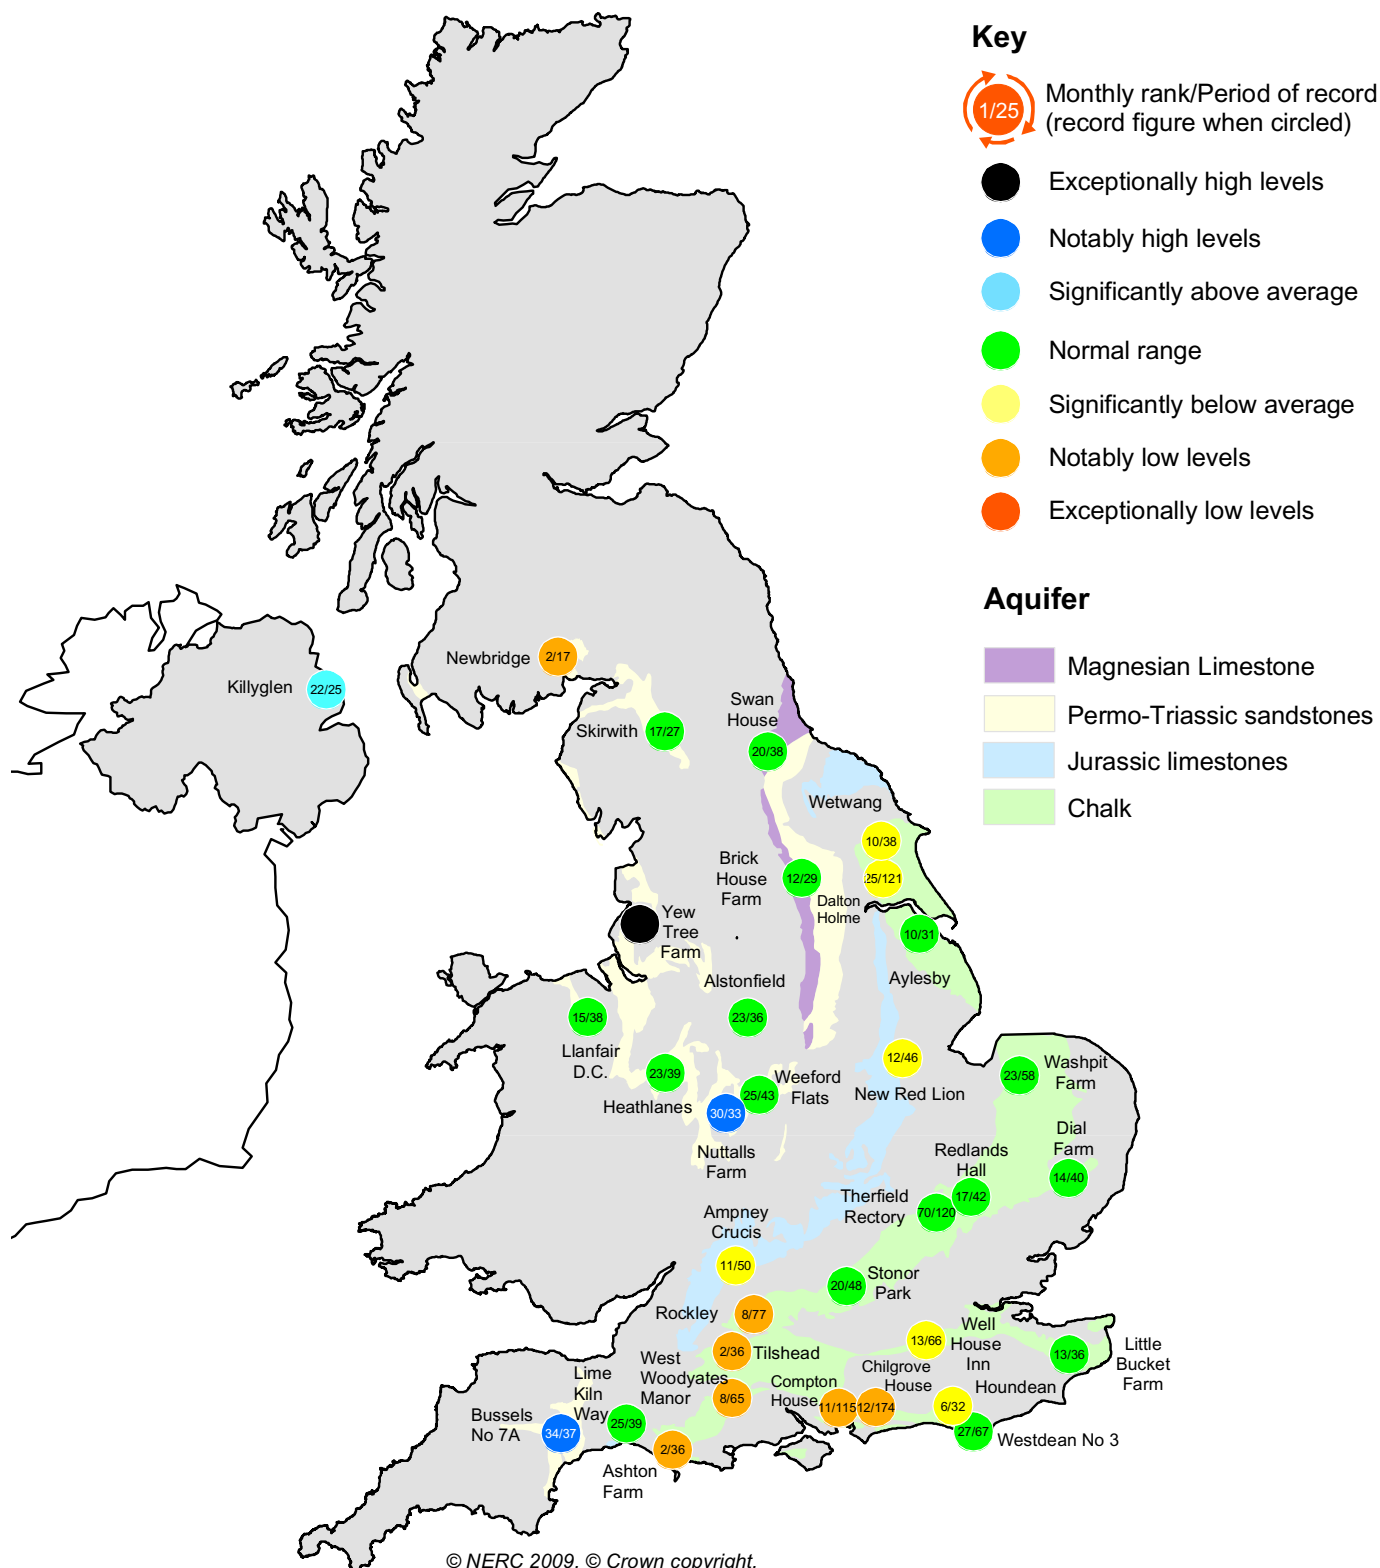 Key
1/25
Monthly rank/Period of record
(record figure when circled)
Exceptionally high levels
Notably high levels
Significantly above average
Normal range
Significantly below average
Notably low levels
Exceptionally low levels
Aquifer
Magnesian Limestone
Permo-Triassic sandstones
Jurassic limestones
Chalk
Newbridge
2/17
Killyglen
22/25
Skirwith
17/27
Swan
House
20/38
Wetwang
10/38
25/121
Dalton
Holme
Brick
House
Farm
12/29
Yew
Tree
Farm
10/31
Aylesby
Alstonfield
23/36
15/38
Llanfair
D.C.
23/39
Heathlanes
Weeford
Flats
25/43
30/33
Nuttalls
Farm
12/46
New Red Lion
23/58
Washpit
Farm
Dial
Farm
14/40
Redlands
Hall
17/42
Therfield
Rectory
70/120
Ampney
Crucis
11/50
Stonor
Park
20/48
Rockley
8/77
2/36
Tilshead
West
Woodyates
Manor
8/65
Well
House
Inn
13/66
Little
Bucket
Farm
13/36
Chilgrove
House
12/174
Compton
House
11/115
Houndean
6/32
27/67
Westdean No 3
Lime
Kiln
Way
25/39
Bussels
No 7A
34/37
2/36
Ashton
Farm
© NERC 2009. © Crown copyright.